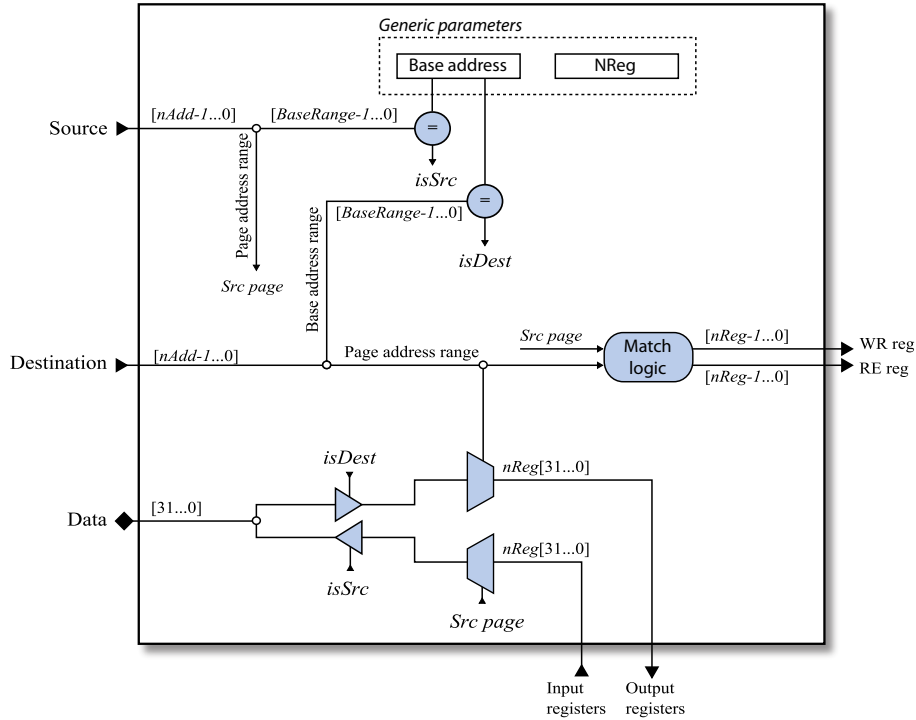 Generic parameters
Base address
NReg
[nAdd-1...0]
[BaseRange-1...0]
Source
=
isSrc
Page address range
Src page
=
[BaseRange-1...0]
isDest
Base address range
Destination
[nAdd-1...0]
Page address range
Src page
Match
logic
[nReg-1...0]
WR reg
[nReg-1...0]
RE reg
isDest
nReg[31...0]
Data
[31...0]
nReg[31...0]
isSrc
Src page
Input
registers
Output
registers